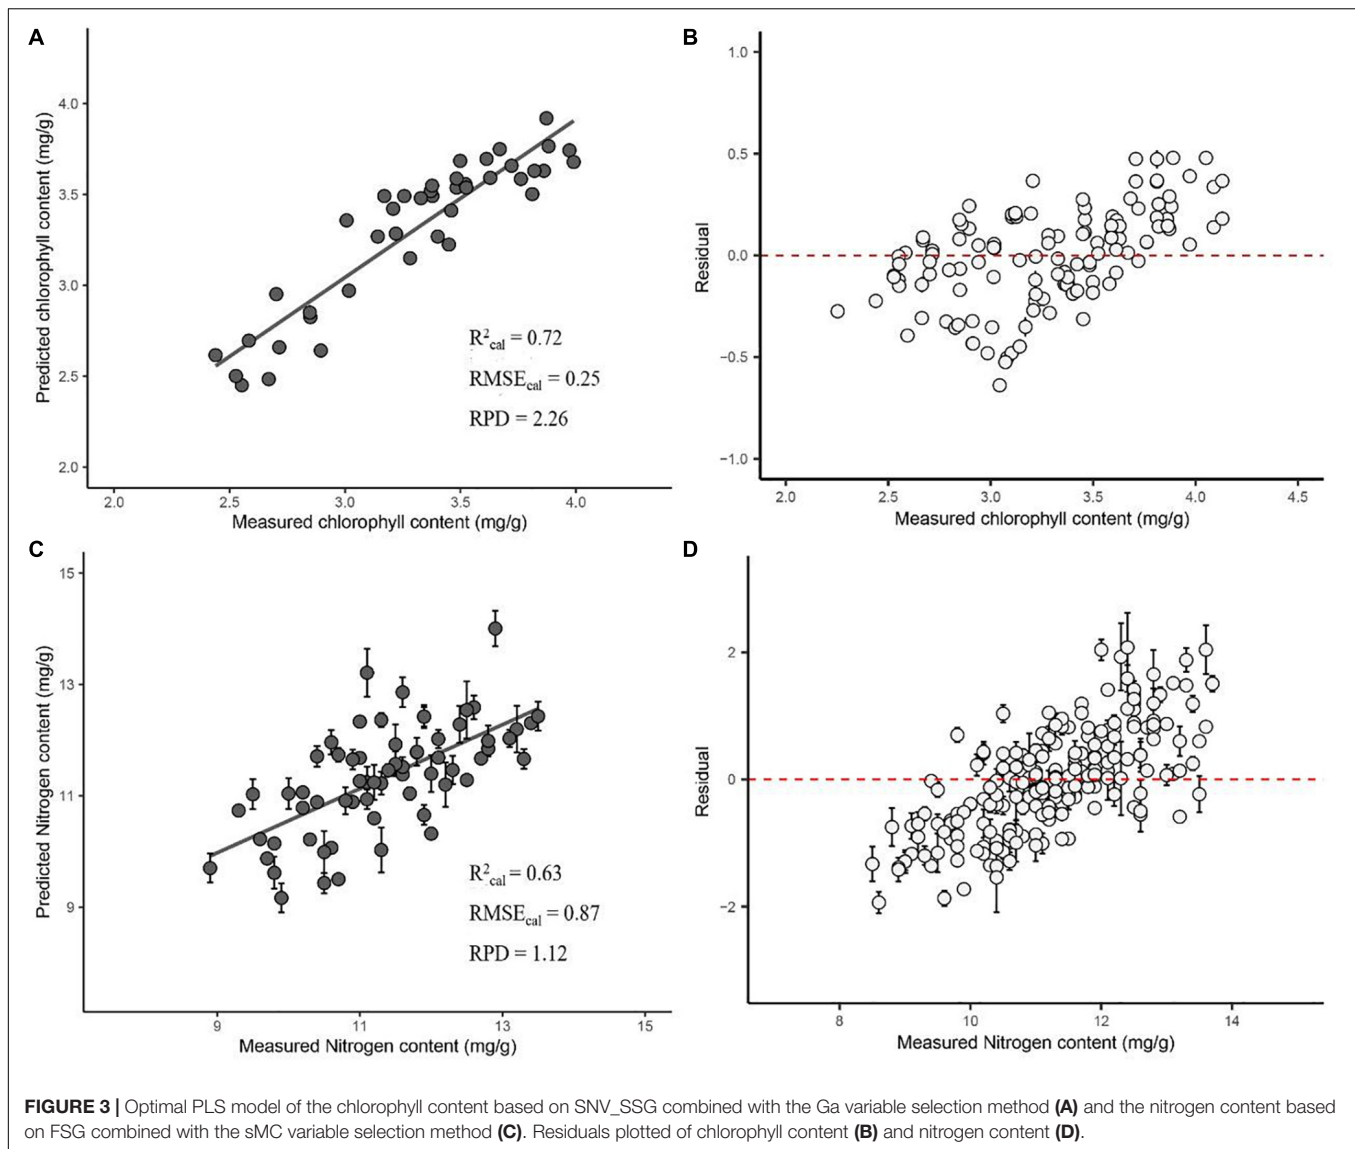 A
4.0
3.5
3.0
2.5
2.0
Predicted chlorophyll content (mg/g)
R²cal = 0.72
RMSEcal = 0.25
RPD = 2.26
2.0 2.5 3.0 3.5 4.0
Measured chlorophyll content (mg/g)
B
1.0
0.5
0.0
−0.5
−1.0
Residual
2.0 2.5 3.0 3.5 4.0 4.5
Measured chlorophyll content (mg/g)
C
15
13
11
9
Predicted Nitrogen content (mg/g)
R²cal = 0.63
RMSEcal = 0.87
RPD = 1.12
9 11 13 15
Measured Nitrogen content (mg/g)
D
2
0
−2
Residual
8 10 12 14
Measured Nitrogen content (mg/g)
FIGURE 3 | Optimal PLS model of the chlorophyll content based on SNV_SSG combined with the Ga variable selection method (A) and the nitrogen content based
on FSG combined with the sMC variable selection method (C). Residuals plotted of chlorophyll content (B) and nitrogen content (D).